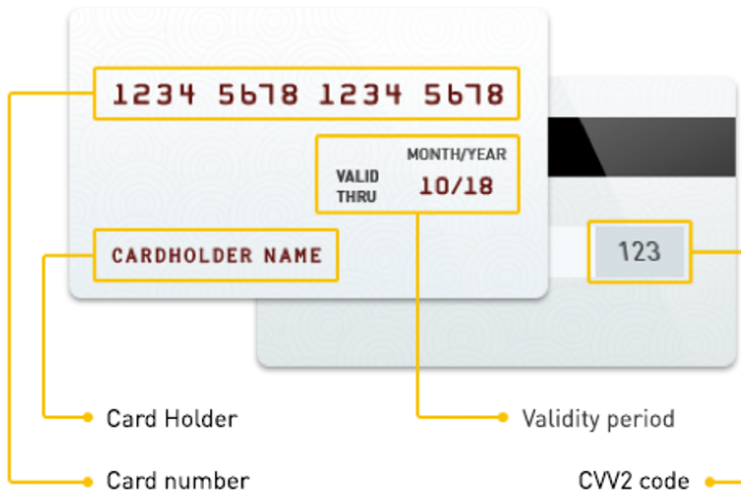 1234 5678 1234 5678
MONTH/YEAR
VALID THRU 10/18
CARDHOLDER NAME
123
Card Holder
Validity period
Card number
CVV2 code